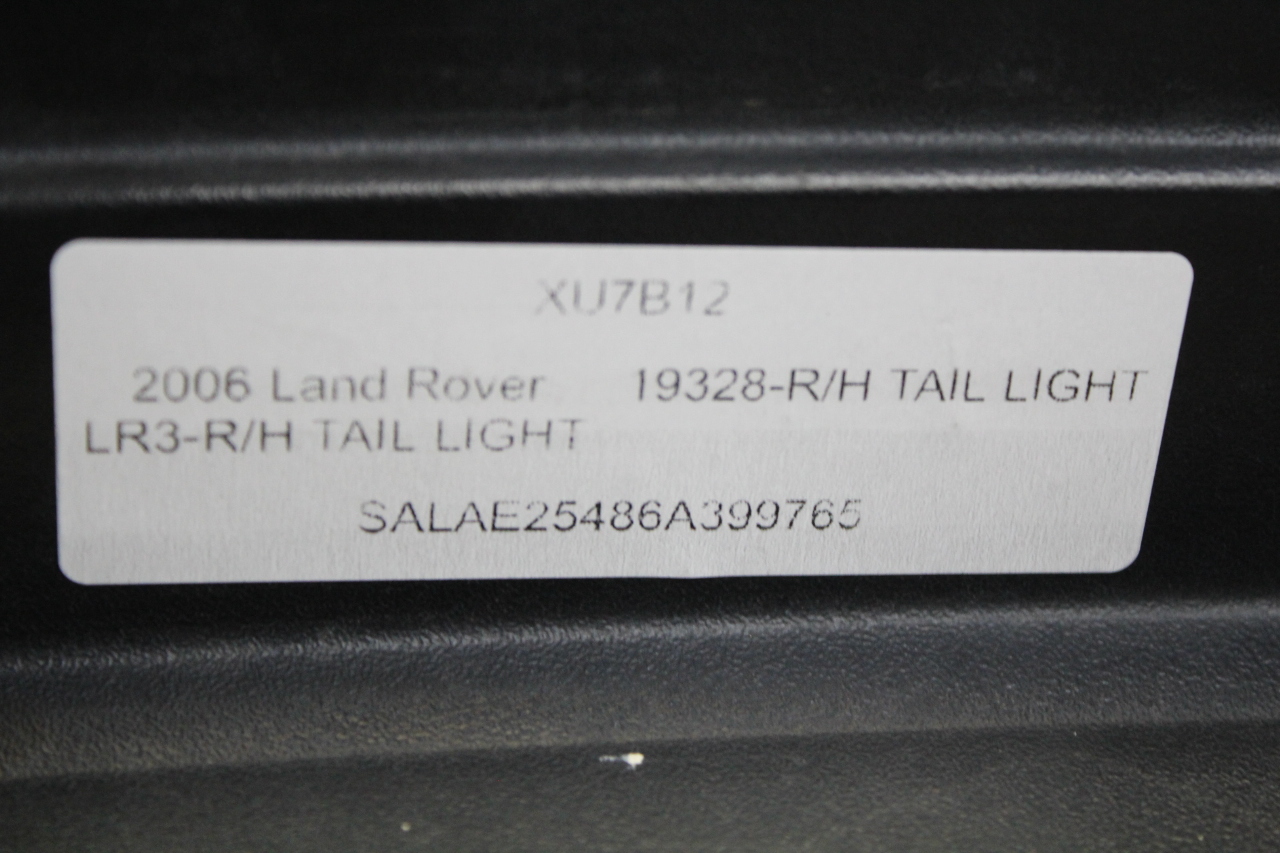 XU7B12
2006 Land Rover 19328-R/H TAIL LIGHT
LR3-R/H TAIL LIGHT
SALAE25486A399765